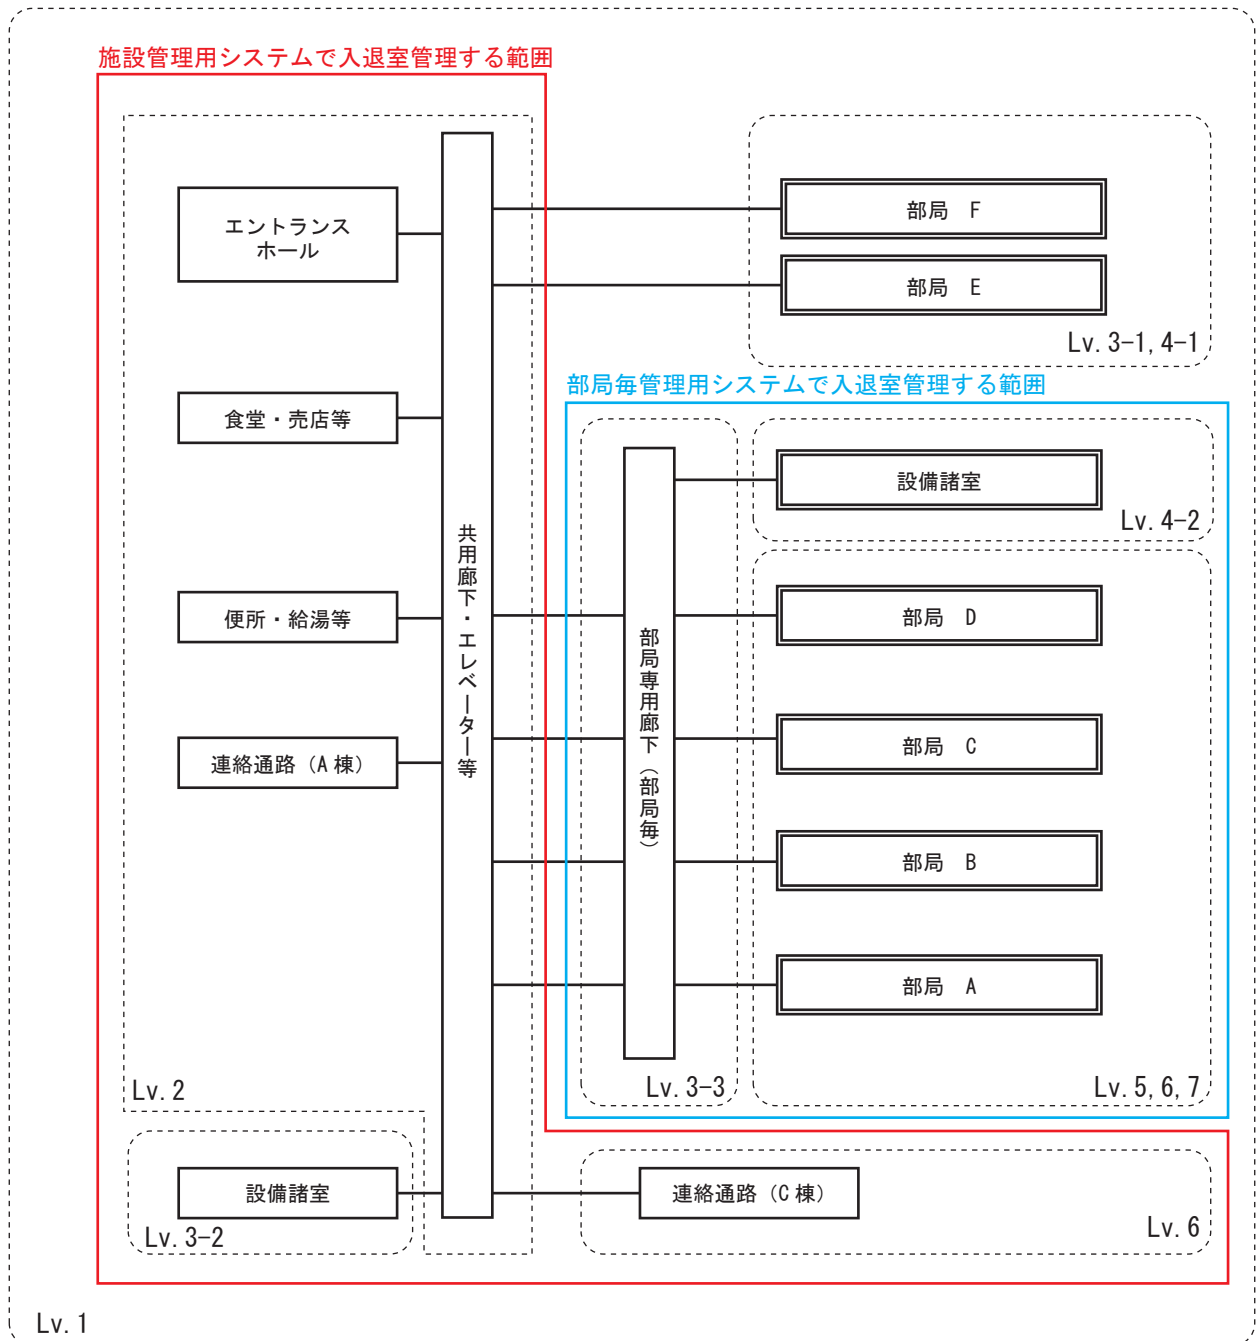 施設管理用システムで入退室管理する範囲
エントランス
ホール
部局　F
部局　E
Lv. 3-1, 4-1
部局毎管理用システムで入退室管理する範囲
食堂・売店等
設備諸室
Lv. 4-2
共用廊下・エレベーター等
便所・給湯等
部局専用廊下（部局毎）
部局　D
連絡通路（A棟）
部局　C
部局　B
部局　A
Lv. 2
Lv. 3-3
Lv. 5, 6, 7
設備諸室
連絡通路（C棟）
Lv. 3-2
Lv. 6
Lv. 1